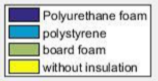 Polyurethane foam
polystyrene
board foam
without insulation